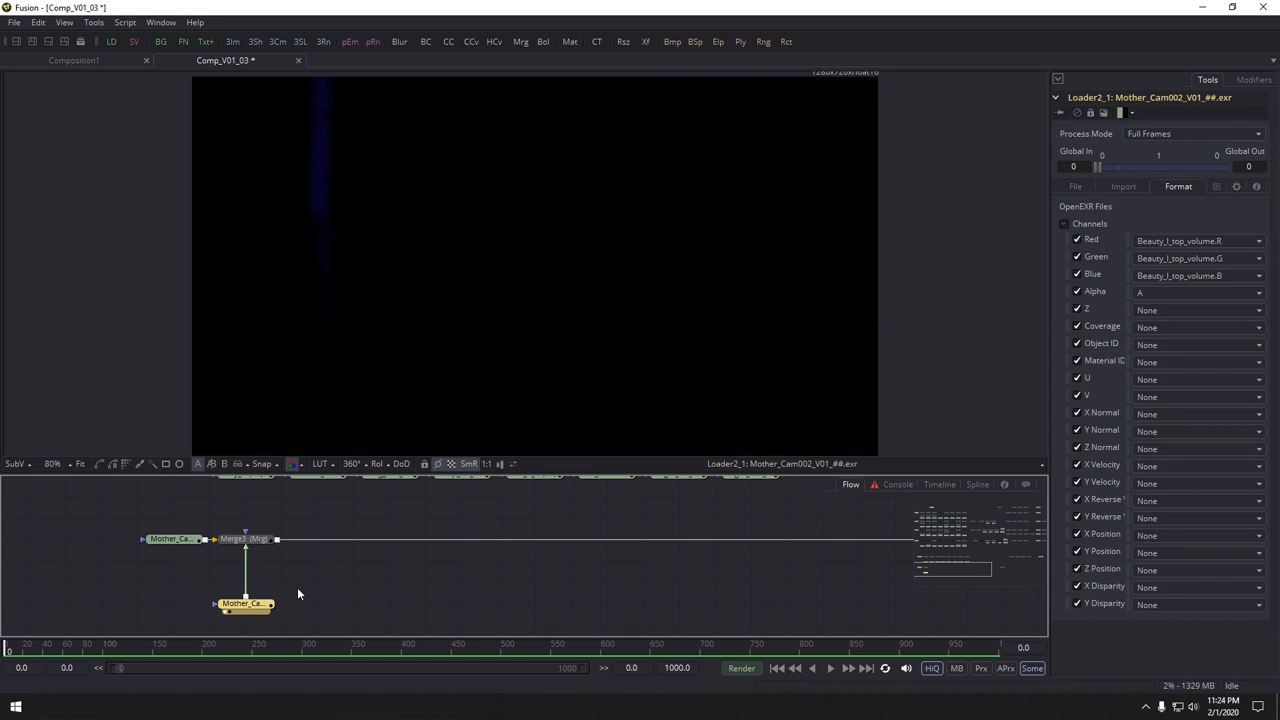 Fusion - [Comp_V01_03 *]
File Edit View Tools Script Window Help
LD SV BG FN Txt+ 3Im 3Sh 3Cm 3SL 3Rn pEm pRn Blur BC CC CCv HCv Mrg Bol Mat CT Rsz Xf Bmp BSp Elp Ply Rng Rct
Composition1 Comp_V01_03 *
1280x720xfloat16
Tools Modifiers
Loader2_1: Mother_Cam002_V01_##.exr
Process Mode Full Frames
Global In 0 1 0 Global Out
0 0
File Import Format
OpenEXR Files
Channels
Red Beauty_l_top_volume.R
Green Beauty_l_top_volume.G
Blue Beauty_l_top_volume.B
Alpha A
Z None
Coverage None
Object ID None
Material ID None
U None
V None
X Normal None
Y Normal None
Z Normal None
X Velocity None
Y Velocity None
X Reverse None
Y Reverse None
X Position None
Y Position None
Z Position None
X Disparity None
Y Disparity None
SubV 80% Fit A B Snap LUT 360° Rol DoD SmR 1:1 Loader2_1: Mother_Cam002_V01_##.exr
Flow Console Timeline Spline
Mother_Ca... Merge3 (Mrg)
Mother_Ca...
0 20 40 60 80 100 150 200 250 300 350 400 450 500 550 600 650 700 750 800 850 900 950 0.0
0.0 0.0 << 0 1000 >> 0.0 1000.0 Render HiQ MB Prx APrx Some
2% - 1329 MB Idle
11:24 PM
2/1/2020